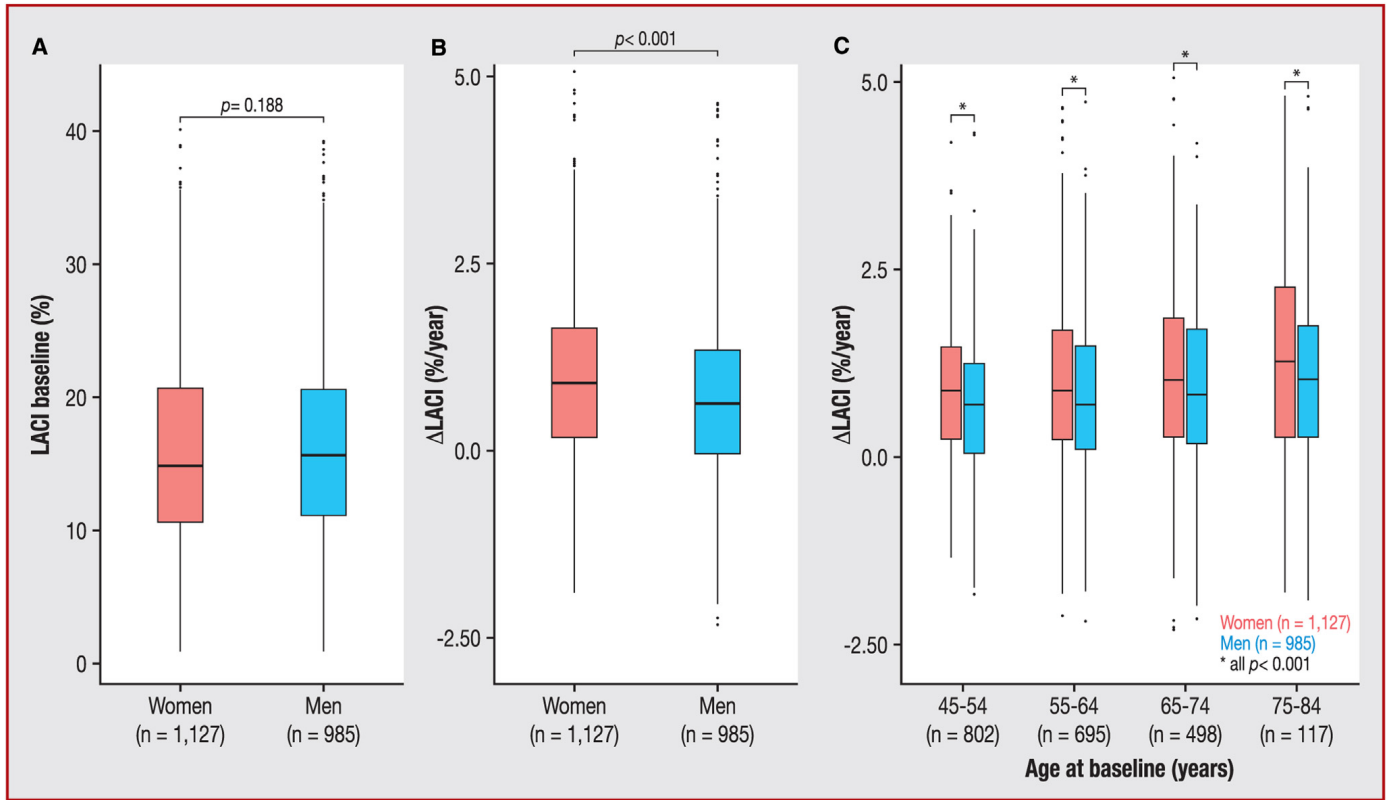 A
p= 0.188
LACI baseline (%)
40
30
20
10
0
Women
(n = 1,127)
Men
(n = 985)
B
p< 0.001
ΔLACI (%/year)
5.0
2.5
0.0
-2.50
Women
(n = 1,127)
Men
(n = 985)
C
*
*
*
*
ΔLACI (%/year)
5.0
2.5
0.0
-2.50
Women (n = 1,127)
Men (n = 985)
* all p< 0.001
45-54
(n = 802)
55-64
(n = 695)
65-74
(n = 498)
75-84
(n = 117)
Age at baseline (years)